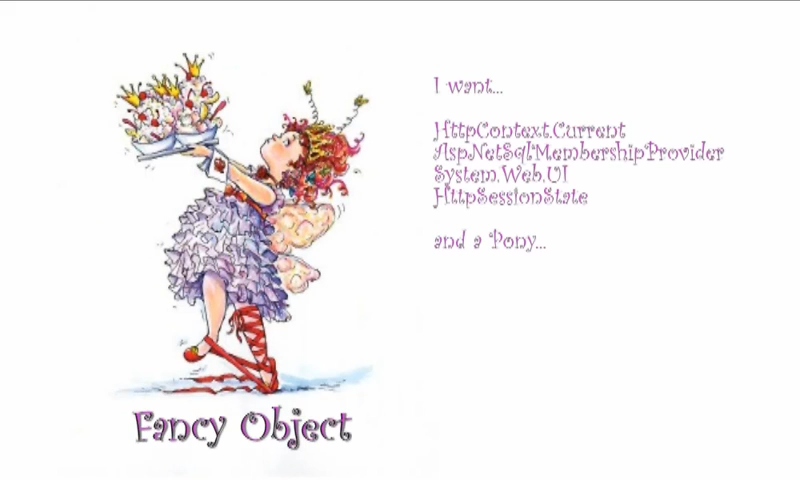 I want...
HttpContext.Current
AspNetSqlMembershipProvider
System.Web.UI
HttpSessionState
and a Pony...
Fancy Object